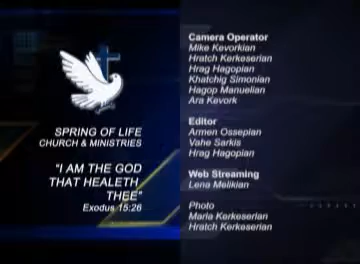 SPRING OF LIFE
CHURCH & MINISTRIES
"I AM THE GOD
THAT HEALETH
THEE"
Exodus 15:26
Camera Operator
Mike Kevorkian
Hratch Kerkeserian
Hrag Hagopian
Khatchig Simonian
Hagop Manuelian
Ara Kevork
Editor
Armen Ossepian
Vahe Sarkis
Hrag Hagopian
Web Streaming
Lena Melikian
Photo
Maria Kerkeserian
Hratch Kerkeserian